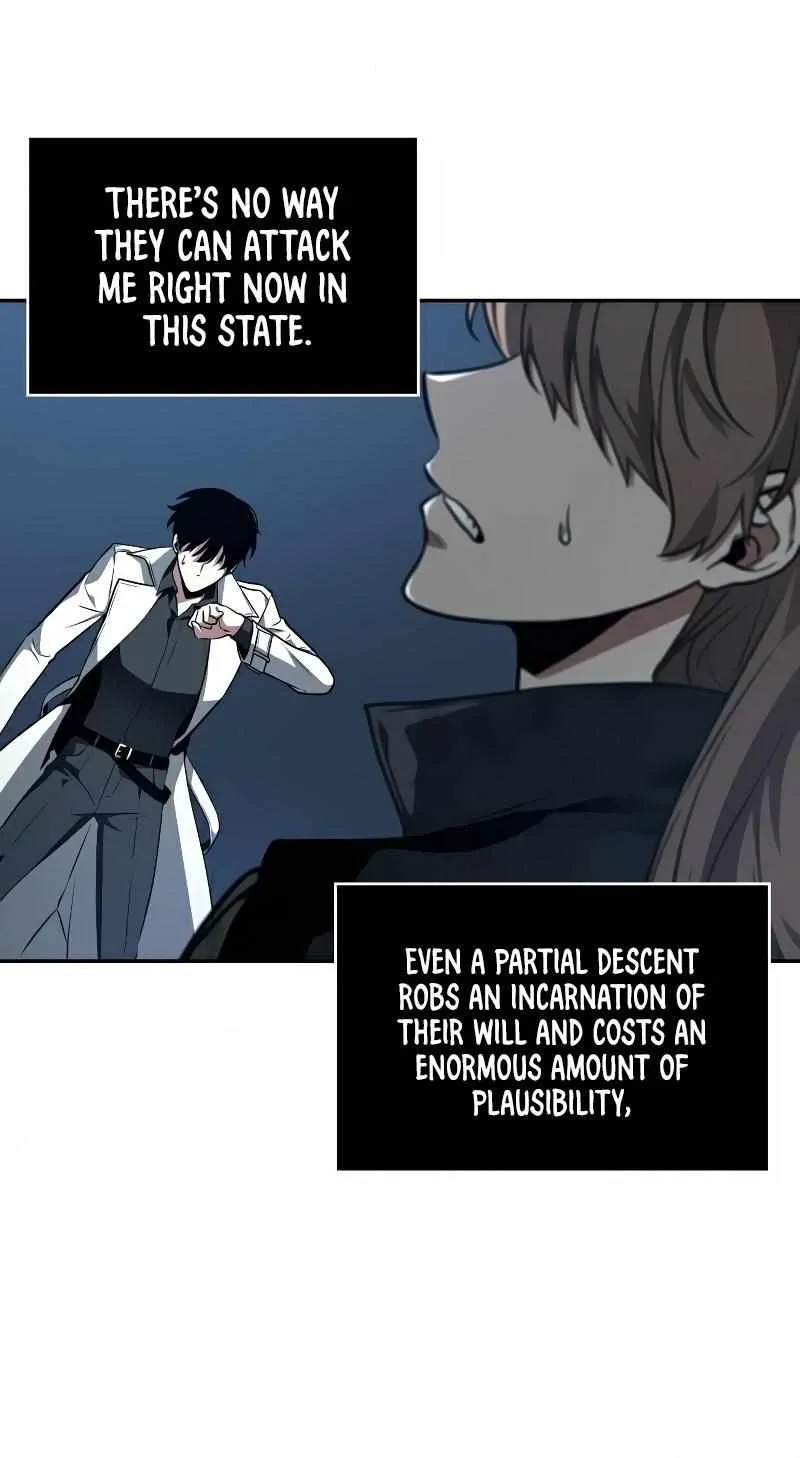 THERE'S NO WAY
THEY CAN ATTACK
ME RIGHT NOW IN
THIS STATE.
EVEN A PARTIAL DESCENT
ROBS AN INCARNATION OF
THEIR WILL AND COSTS AN
ENORMOUS AMOUNT OF
PLAUSIBILITY,